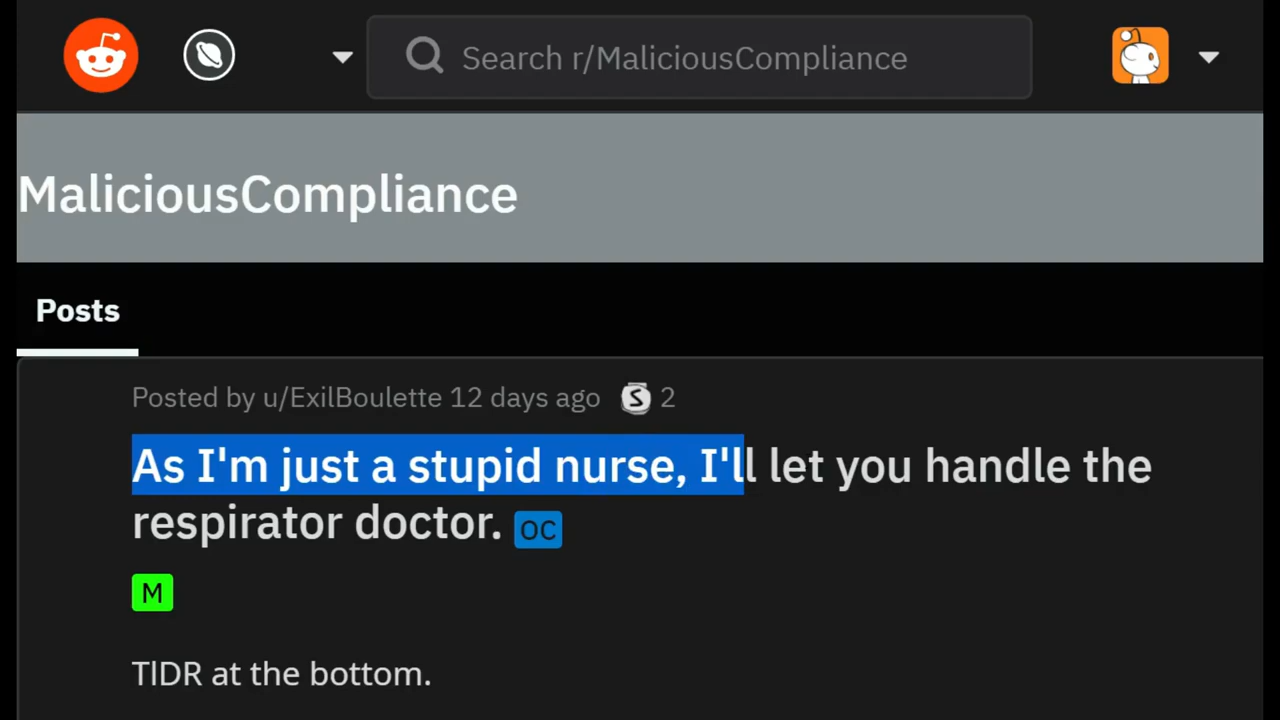 Search r/MaliciousCompliance
MaliciousCompliance
Posts
Posted by u/ExilBoulette 12 days ago S 2
As I'm just a stupid nurse, I'll let you handle the
respirator doctor. OC
M
TlDR at the bottom.